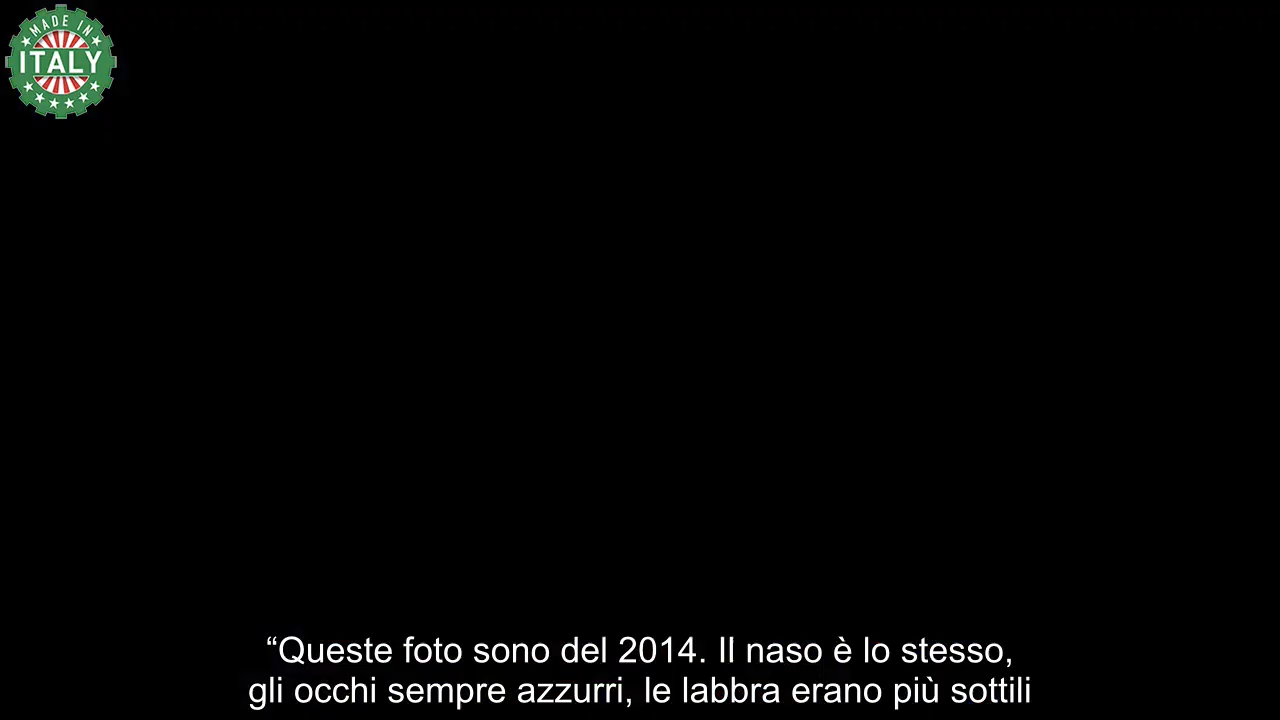 MADE IN
ITALY
“Queste foto sono del 2014. Il naso è lo stesso,
gli occhi sempre azzurri, le labbra erano più sottili